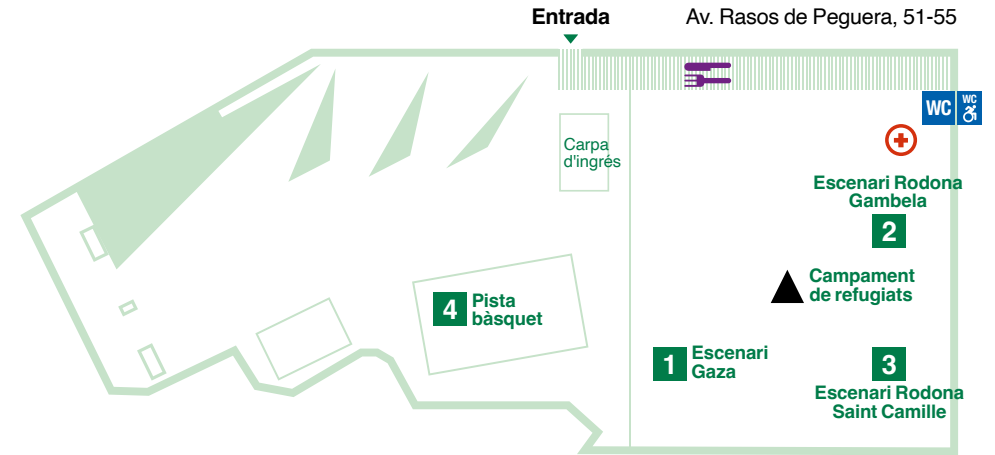 Entrada
Av. Rasos de Peguera, 51-55
WC
WC
Carpa
d'ingrés
Escenari Rodona
Gambela
2
Campament
de refugiats
4
Pista
bàsquet
1
Escenari
Gaza
3
Escenari Rodona
Saint Camille